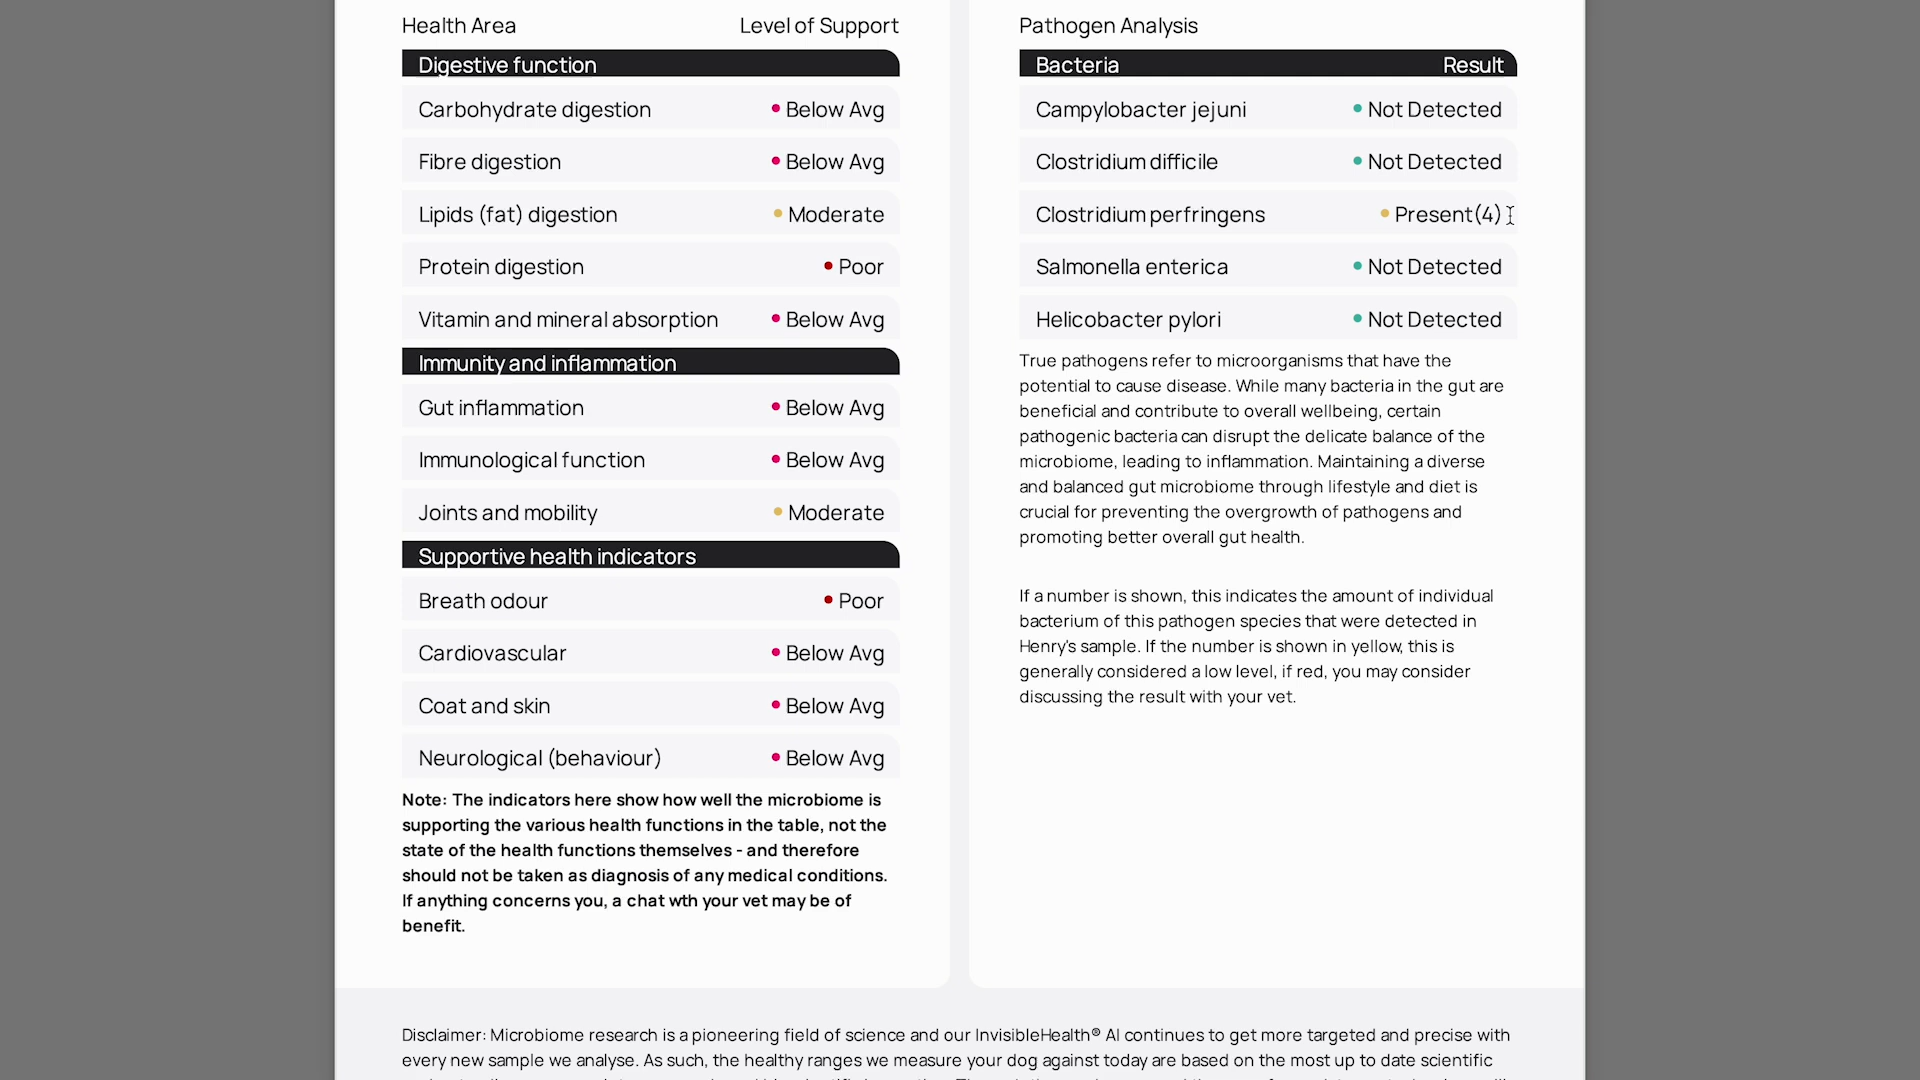 Health Area Level of Support
Digestive function
Carbohydrate digestion Below Avg
Fibre digestion Below Avg
Lipids (fat) digestion Moderate
Protein digestion Poor
Vitamin and mineral absorption Below Avg
Immunity and inflammation
Gut inflammation Below Avg
Immunological function Below Avg
Joints and mobility Moderate
Supportive health indicators
Breath odour Poor
Cardiovascular Below Avg
Coat and skin Below Avg
Neurological (behaviour) Below Avg
Note: The indicators here show how well the microbiome is
supporting the various health functions in the table, not the
state of the health functions themselves - and therefore
should not be taken as diagnosis of any medical conditions.
If anything concerns you, a chat wth your vet may be of
benefit.
Pathogen Analysis
Bacteria Result
Campylobacter jejuni Not Detected
Clostridium difficile Not Detected
Clostridium perfringens Present(4)
Salmonella enterica Not Detected
Helicobacter pylori Not Detected
True pathogens refer to microorganisms that have the
potential to cause disease. While many bacteria in the gut are
beneficial and contribute to overall wellbeing, certain
pathogenic bacteria can disrupt the delicate balance of the
microbiome, leading to inflammation. Maintaining a diverse
and balanced gut microbiome through lifestyle and diet is
crucial for preventing the overgrowth of pathogens and
promoting better overall gut health.
If a number is shown, this indicates the amount of individual
bacterium of this pathogen species that were detected in
Henry's sample. If the number is shown in yellow, this is
generally considered a low level, if red, you may consider
discussing the result with your vet.
Disclaimer: Microbiome research is a pioneering field of science and our InvisibleHealth® AI continues to get more targeted and precise with
every new sample we analyse. As such, the healthy ranges we measure your dog against today are based on the most up to date scientific